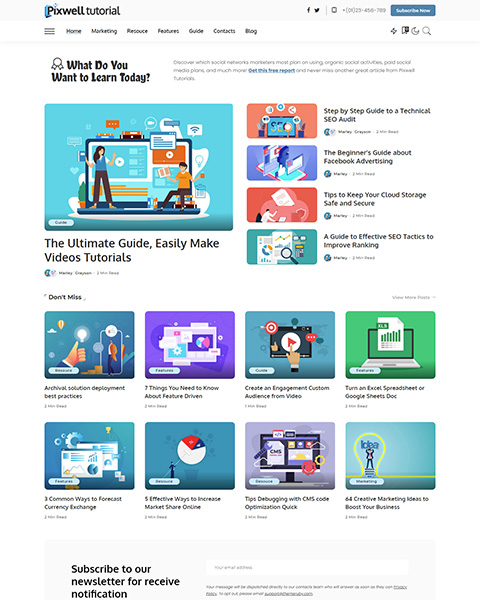 Pixwell tutorial
+(01)23-456-789
Subscribe Now
Home Marketing Resouce Features Guide Contacts Blog
What Do You
Want to Learn Today?
Discover which social networks marketers most plan on using, organic social activities, paid social
media plans, and much more! Get this free report and never miss another great article from Pixwell
Tutorials.
Guide
The Ultimate Guide, Easily Make
Videos Tutorials
Marley Grayson · 2 Min Read
SEO
Step by Step Guide to a Technical
SEO Audit
Marley Grayson · 2 Min Read
The Beginner's Guide about
Facebook Advertising
Marley · 2 Min Read
Tips to Keep Your Cloud Storage
Safe and Secure
Marley · 2 Min Read
A Guide to Effective SEO Tactics to
Improve Ranking
Marley · 2 Min Read
Don't Miss
View More Posts
Resource
Archival solution deployment
best practices
2 Min Read
Features
7 Things You Need to Know
About Feature Driven
2 Min Read
Guide
Create an Engagement Custom
Audience from Video
1 Min Read
XLS
Features
Turn an Excel Spreadsheet or
Google Sheets Doc
2 Min Read
Features
3 Common Ways to Forecast
Currency Exchange
2 Min Read
Resource
5 Effective Ways to Increase
Market Share Online
2 Min Read
CMS
Resource
Tips Debugging with CMS code
Optimization Quick
2 Min Read
Idea
Marketing
64 Creative Marketing Ideas to
Boost Your Business
2 Min Read
Subscribe to our
newsletter for receive
notification
Your email address
Your message will be dispatched directly to our contacts team who will answer as soon as they can. Privacy
Policy. To opt out, please email support@themeruby.com.